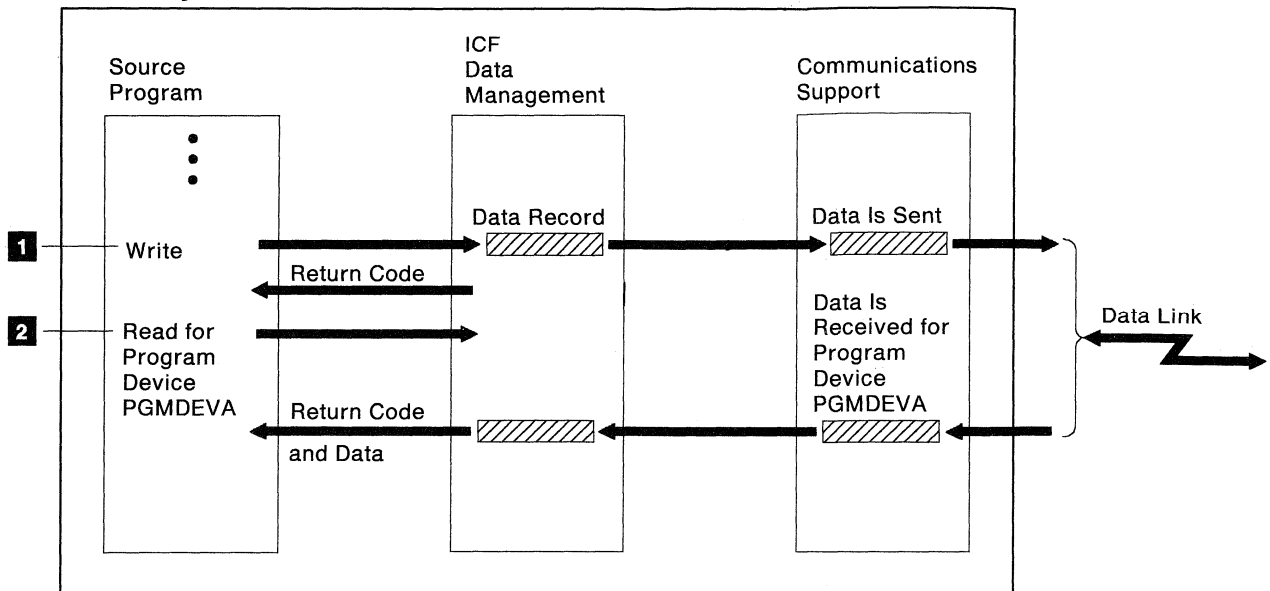 Source
Program
ICF
Data
Management
Communications
Support
1
Write
Data Record
Data Is Sent
Return Code
2
Read for
Program
Device
PGMDEVA
Data Is
Received for
Program
Device
PGMDEVA
Data Link
Return Code
and Data